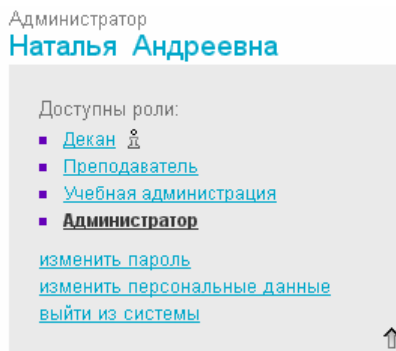 Администратор
Наталья Андреевна
Доступны роли:
Декан
Преподаватель
Учебная администрация
Администратор
изменить пароль
изменить персональные данные
выйти из системы